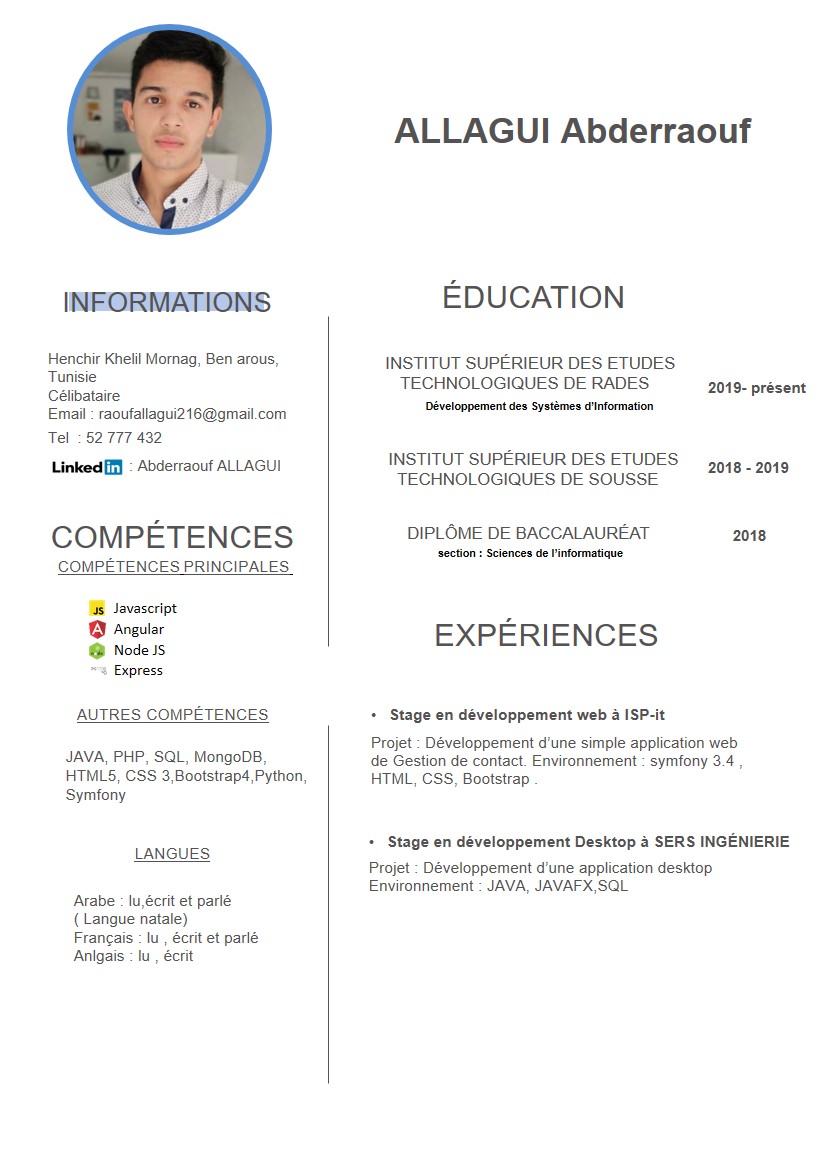 ALLAGUI Abderraouf
INFORMATIONS
Henchir Khelil Mornag, Ben arous,
Tunisie
Célibataire
Email : raoufallagui216@gmail.com
Tel : 52 777 432
Linkedin : Abderraouf ALLAGUI
COMPÉTENCES
COMPÉTENCES PRINCIPALES
JS Javascript
A Angular
Node JS
Express
AUTRES COMPÉTENCES
JAVA, PHP, SQL, MongoDB,
HTML5, CSS 3,Bootstrap4,Python,
Symfony
LANGUES
Arabe : lu,écrit et parlé
( Langue natale)
Français : lu , écrit et parlé
Anlgais : lu , écrit
ÉDUCATION
INSTITUT SUPÉRIEUR DES ETUDES
TECHNOLOGIQUES DE RADES
2019- présent
Développement des Systèmes d’Information
INSTITUT SUPÉRIEUR DES ETUDES
TECHNOLOGIQUES DE SOUSSE
2018 - 2019
DIPLÔME DE BACCALAURÉAT
2018
section : Sciences de l’informatique
EXPÉRIENCES
• Stage en développement web à ISP-it
Projet : Développement d’une simple application web
de Gestion de contact. Environnement : symfony 3.4 ,
HTML, CSS, Bootstrap .
• Stage en développement Desktop à SERS INGÉNIERIE
Projet : Développement d’une application desktop
Environnement : JAVA, JAVAFX,SQL